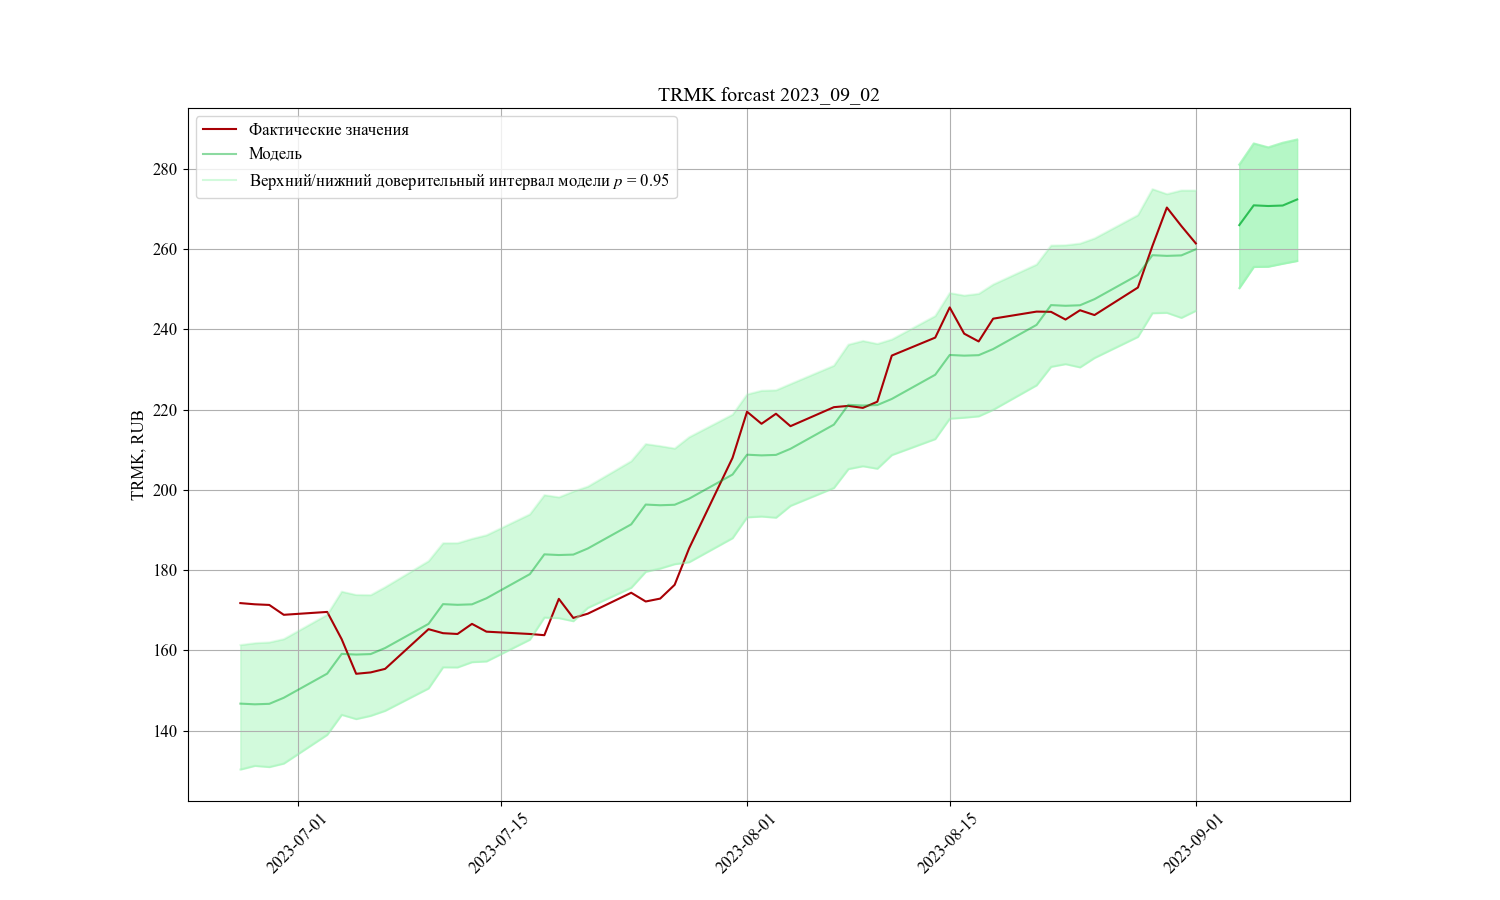 TRMK forcast 2023_09_02
Фактические значения
Модель
Верхний/нижний доверительный интервал модели p = 0.95
TRMK, RUB
280
260
240
220
200
180
160
140
2023-07-01
2023-07-15
2023-08-01
2023-08-15
2023-09-01